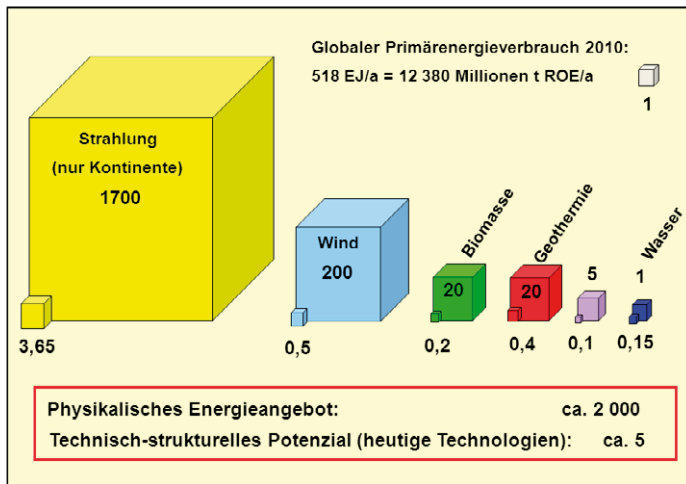 Globaler Primärenergieverbrauch 2010:
518 EJ/a = 12 380 Millionen t ROE/a
1
Strahlung
(nur Kontinente)
1700
3,65
Wind
200
0,5
Biomasse
20
0,2
Geothermie
20
0,4
5
0,1
Wasser
1
0,15
Physikalisches Energieangebot: ca. 2 000
Technisch-strukturelles Potenzial (heutige Technologien): ca. 5